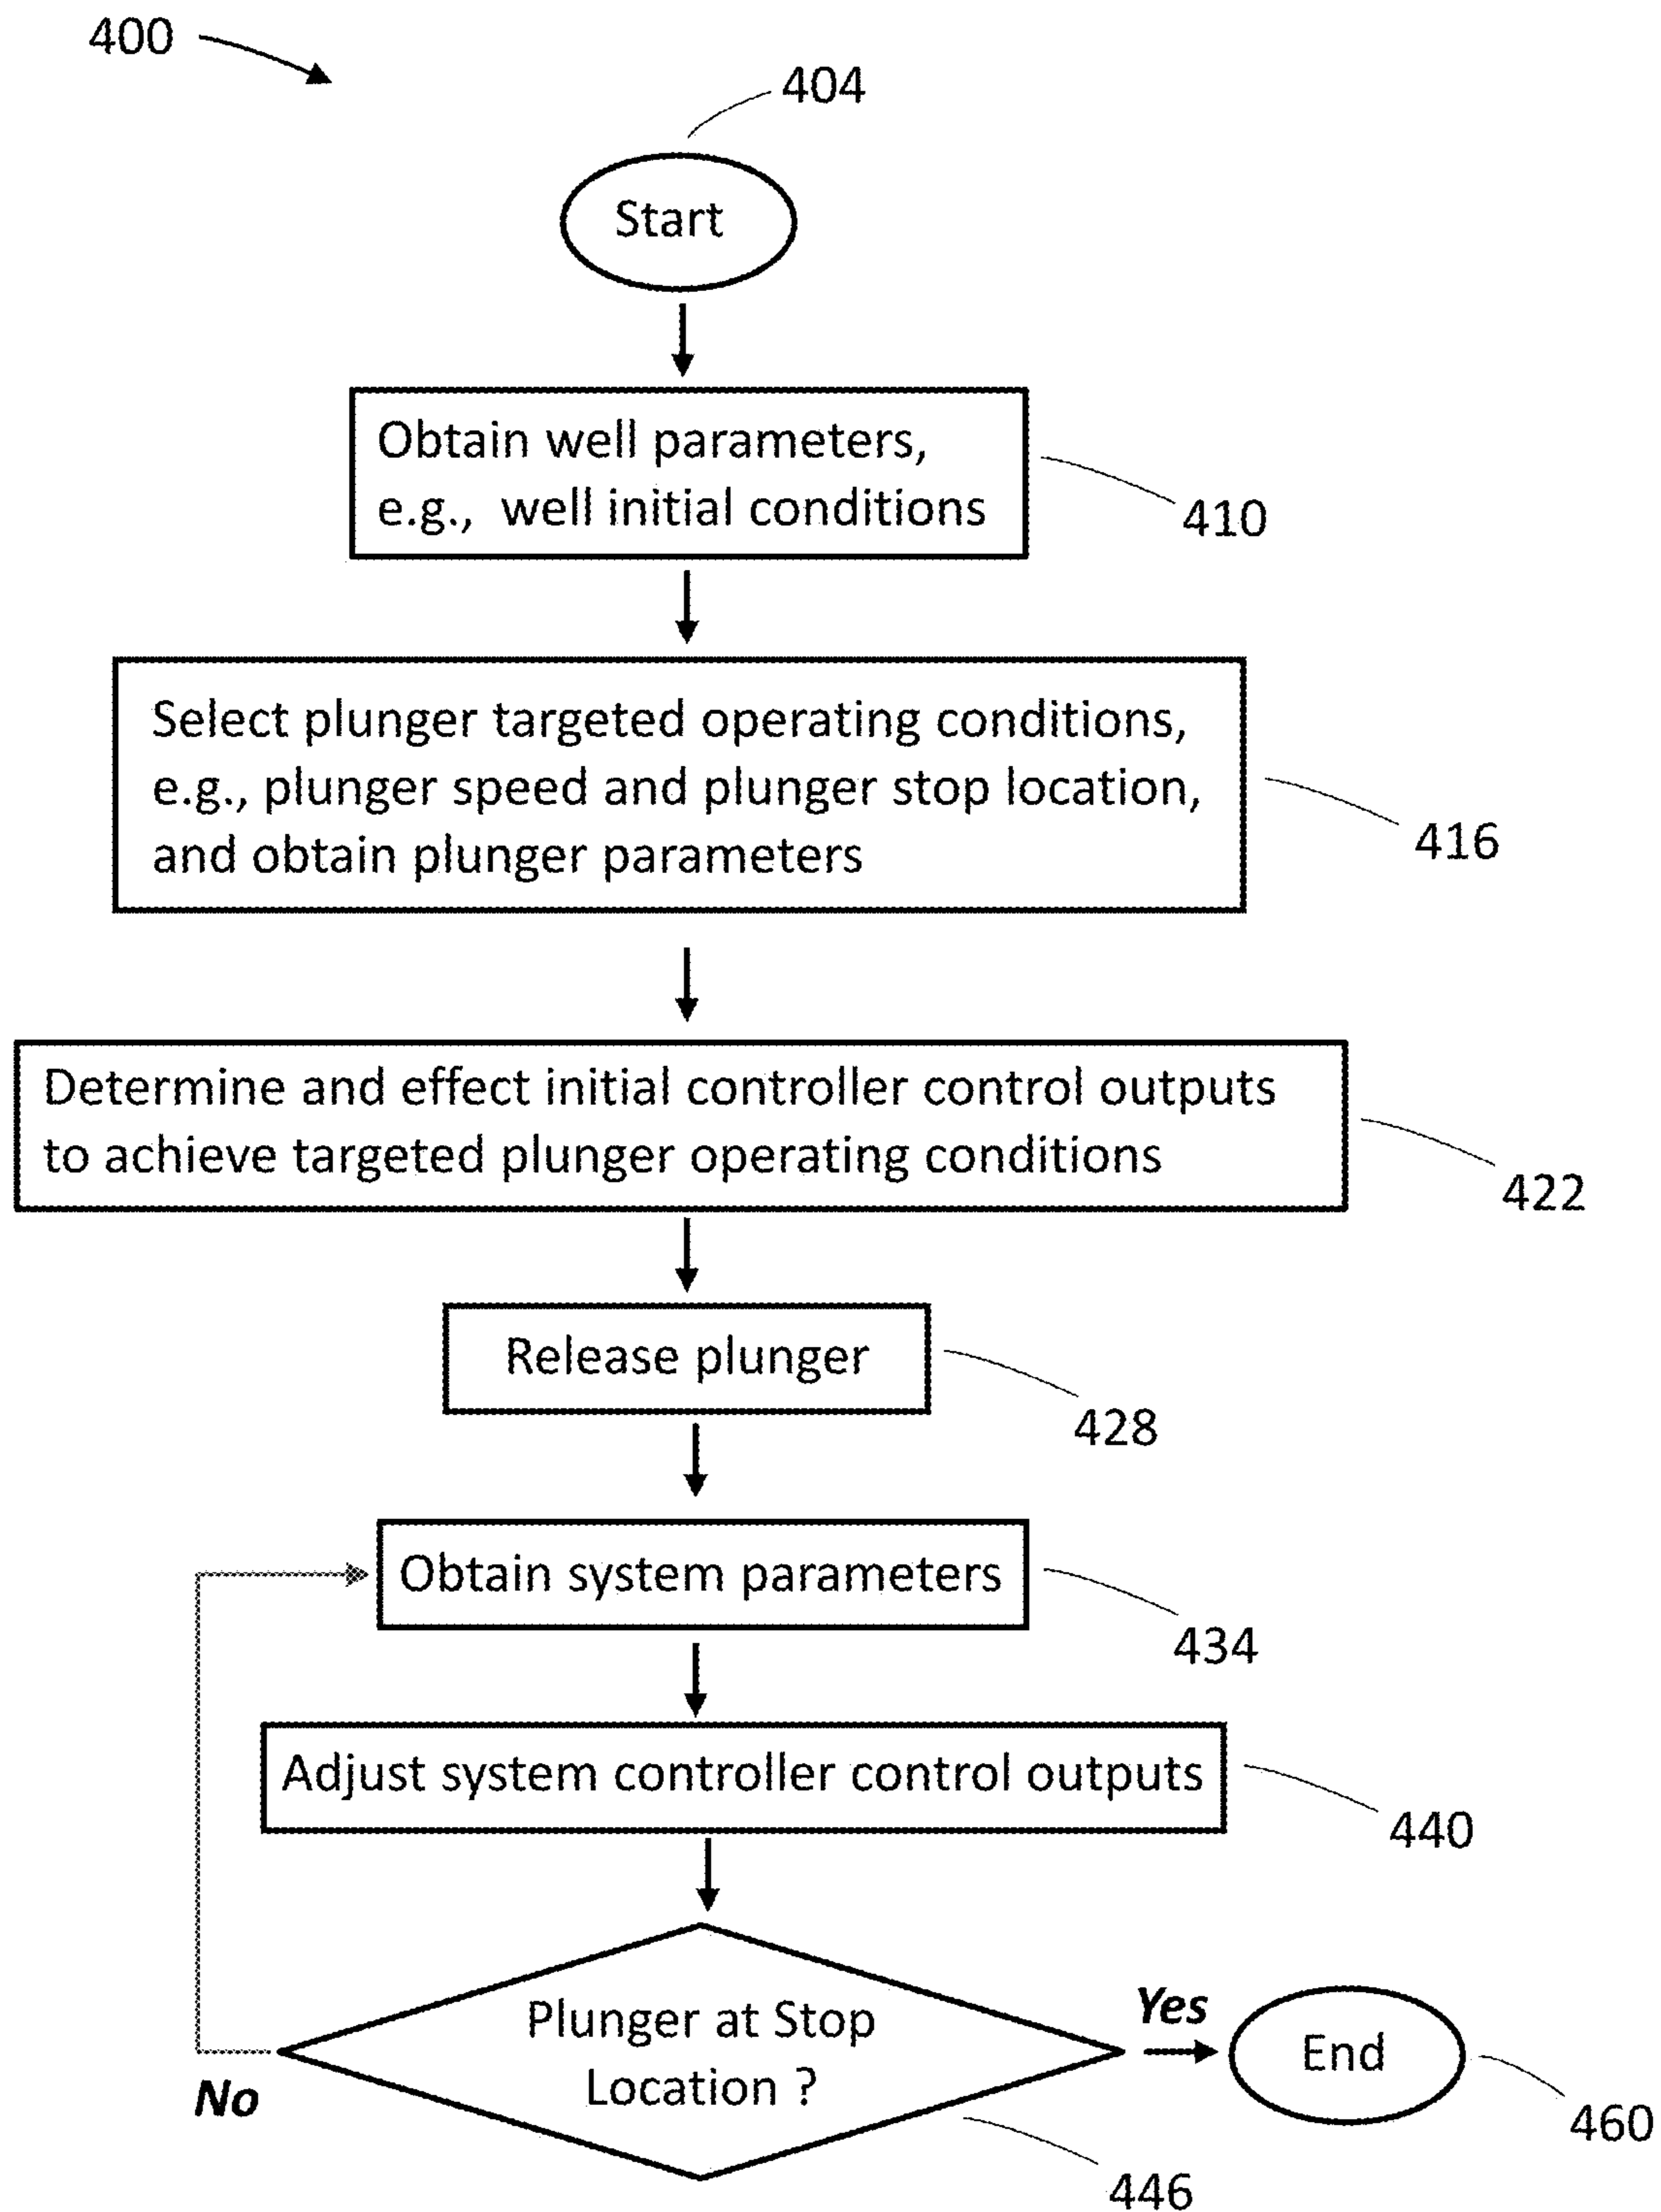 400
404
Start
Obtain well parameters,
e.g., well initial conditions
410
Select plunger targeted operating conditions,
e.g., plunger speed and plunger stop location,
and obtain plunger parameters
416
Determine and effect initial controller control outputs
to achieve targeted plunger operating conditions
422
Release plunger
428
Obtain system parameters
434
Adjust system controller control outputs
440
Plunger at Stop
Location ?
Yes
End
No
460
446